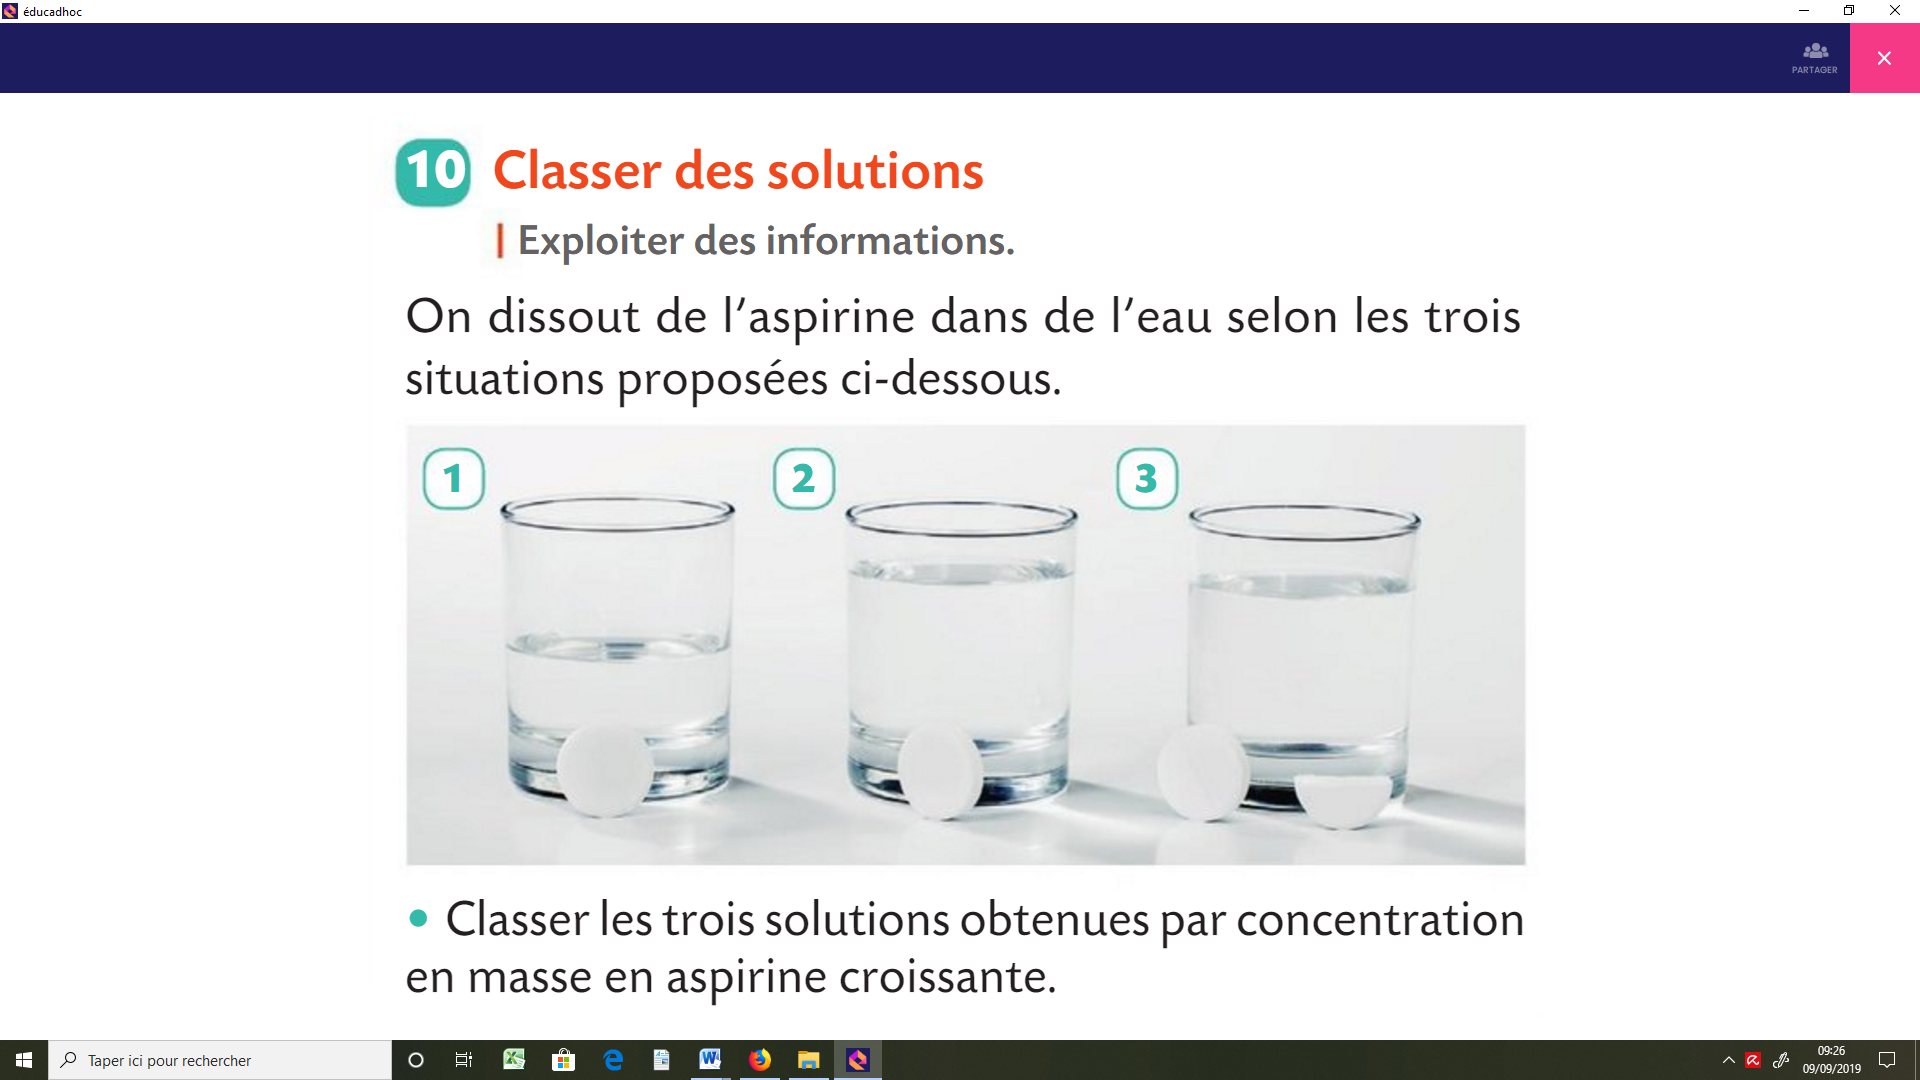 éducadhoc
PARTAGER
10 Classer des solutions
Exploiter des informations.
On dissout de l’aspirine dans de l’eau selon les trois
situations proposées ci-dessous.
1 2 3
• Classer les trois solutions obtenues par concentration
en masse en aspirine croissante.
Taper ici pour rechercher
09:26
09/09/2019